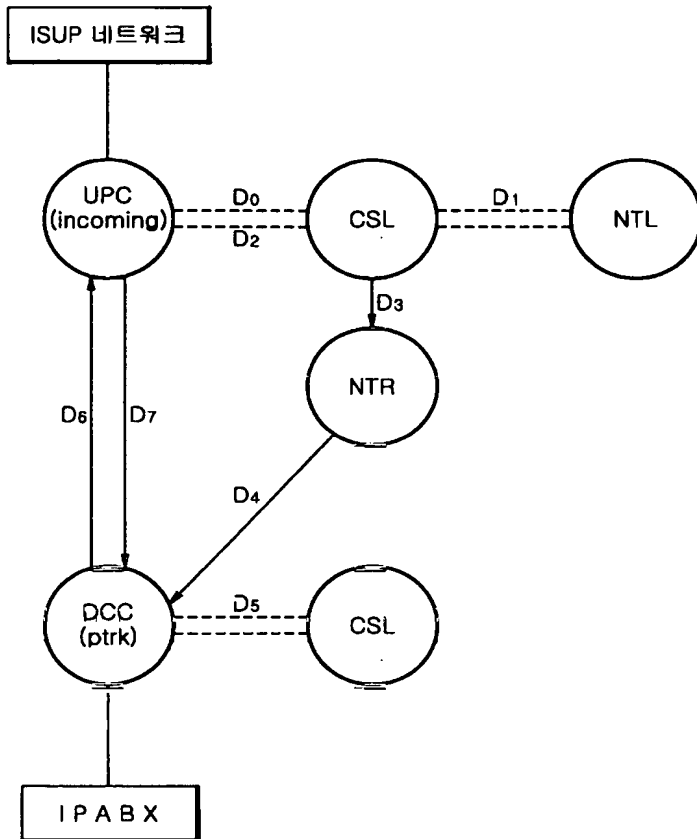 ISUP 네트워크
UPC
(incoming)
D0
D2
CSL
D1
NTL
D3
NTR
D6
D7
D4
DCC
(ptrk)
D5
CSL
I P A B X